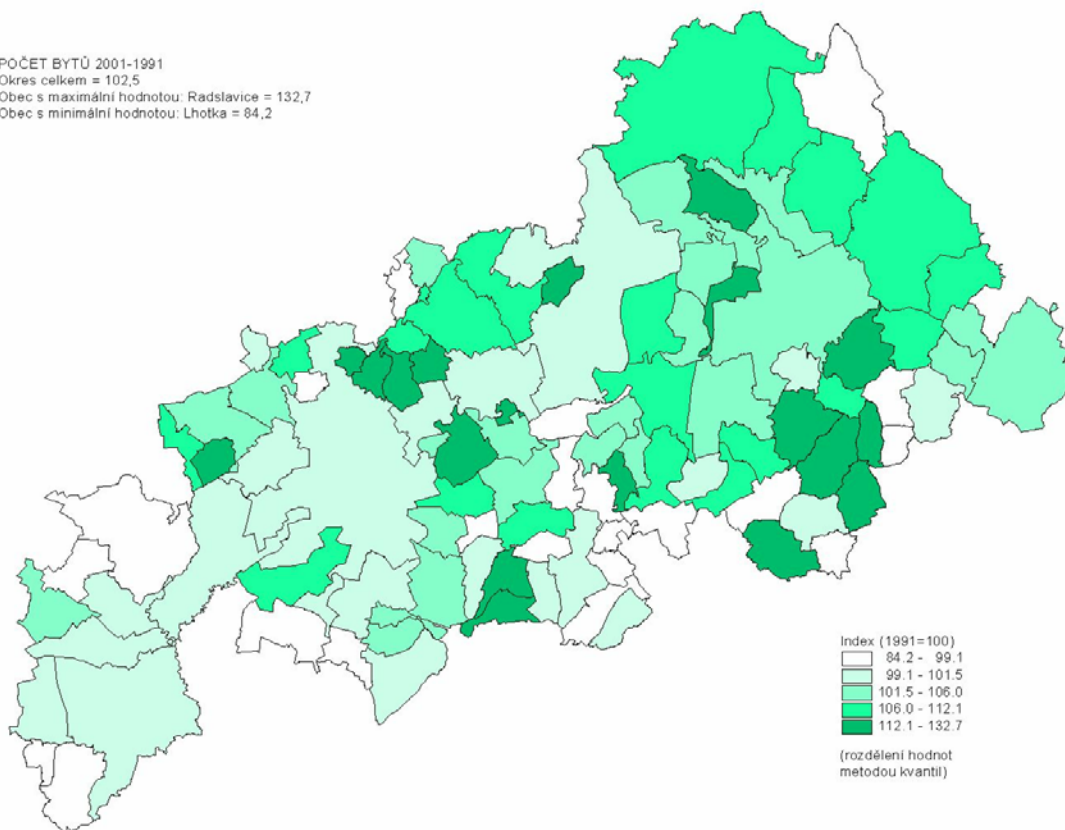 POČET BYTŮ 2001-1991
Okres celkem = 102,5
Obec s maximální hodnotou: Radslavice = 132,7
Obec s minimální hodnotou: Lhotka = 84,2
Index (1991=100)
84.2 - 99.1
99.1 - 101.5
101.5 - 106.0
106.0 - 112.1
112.1 - 132.7
(rozdělení hodnot
metodou kvantil)